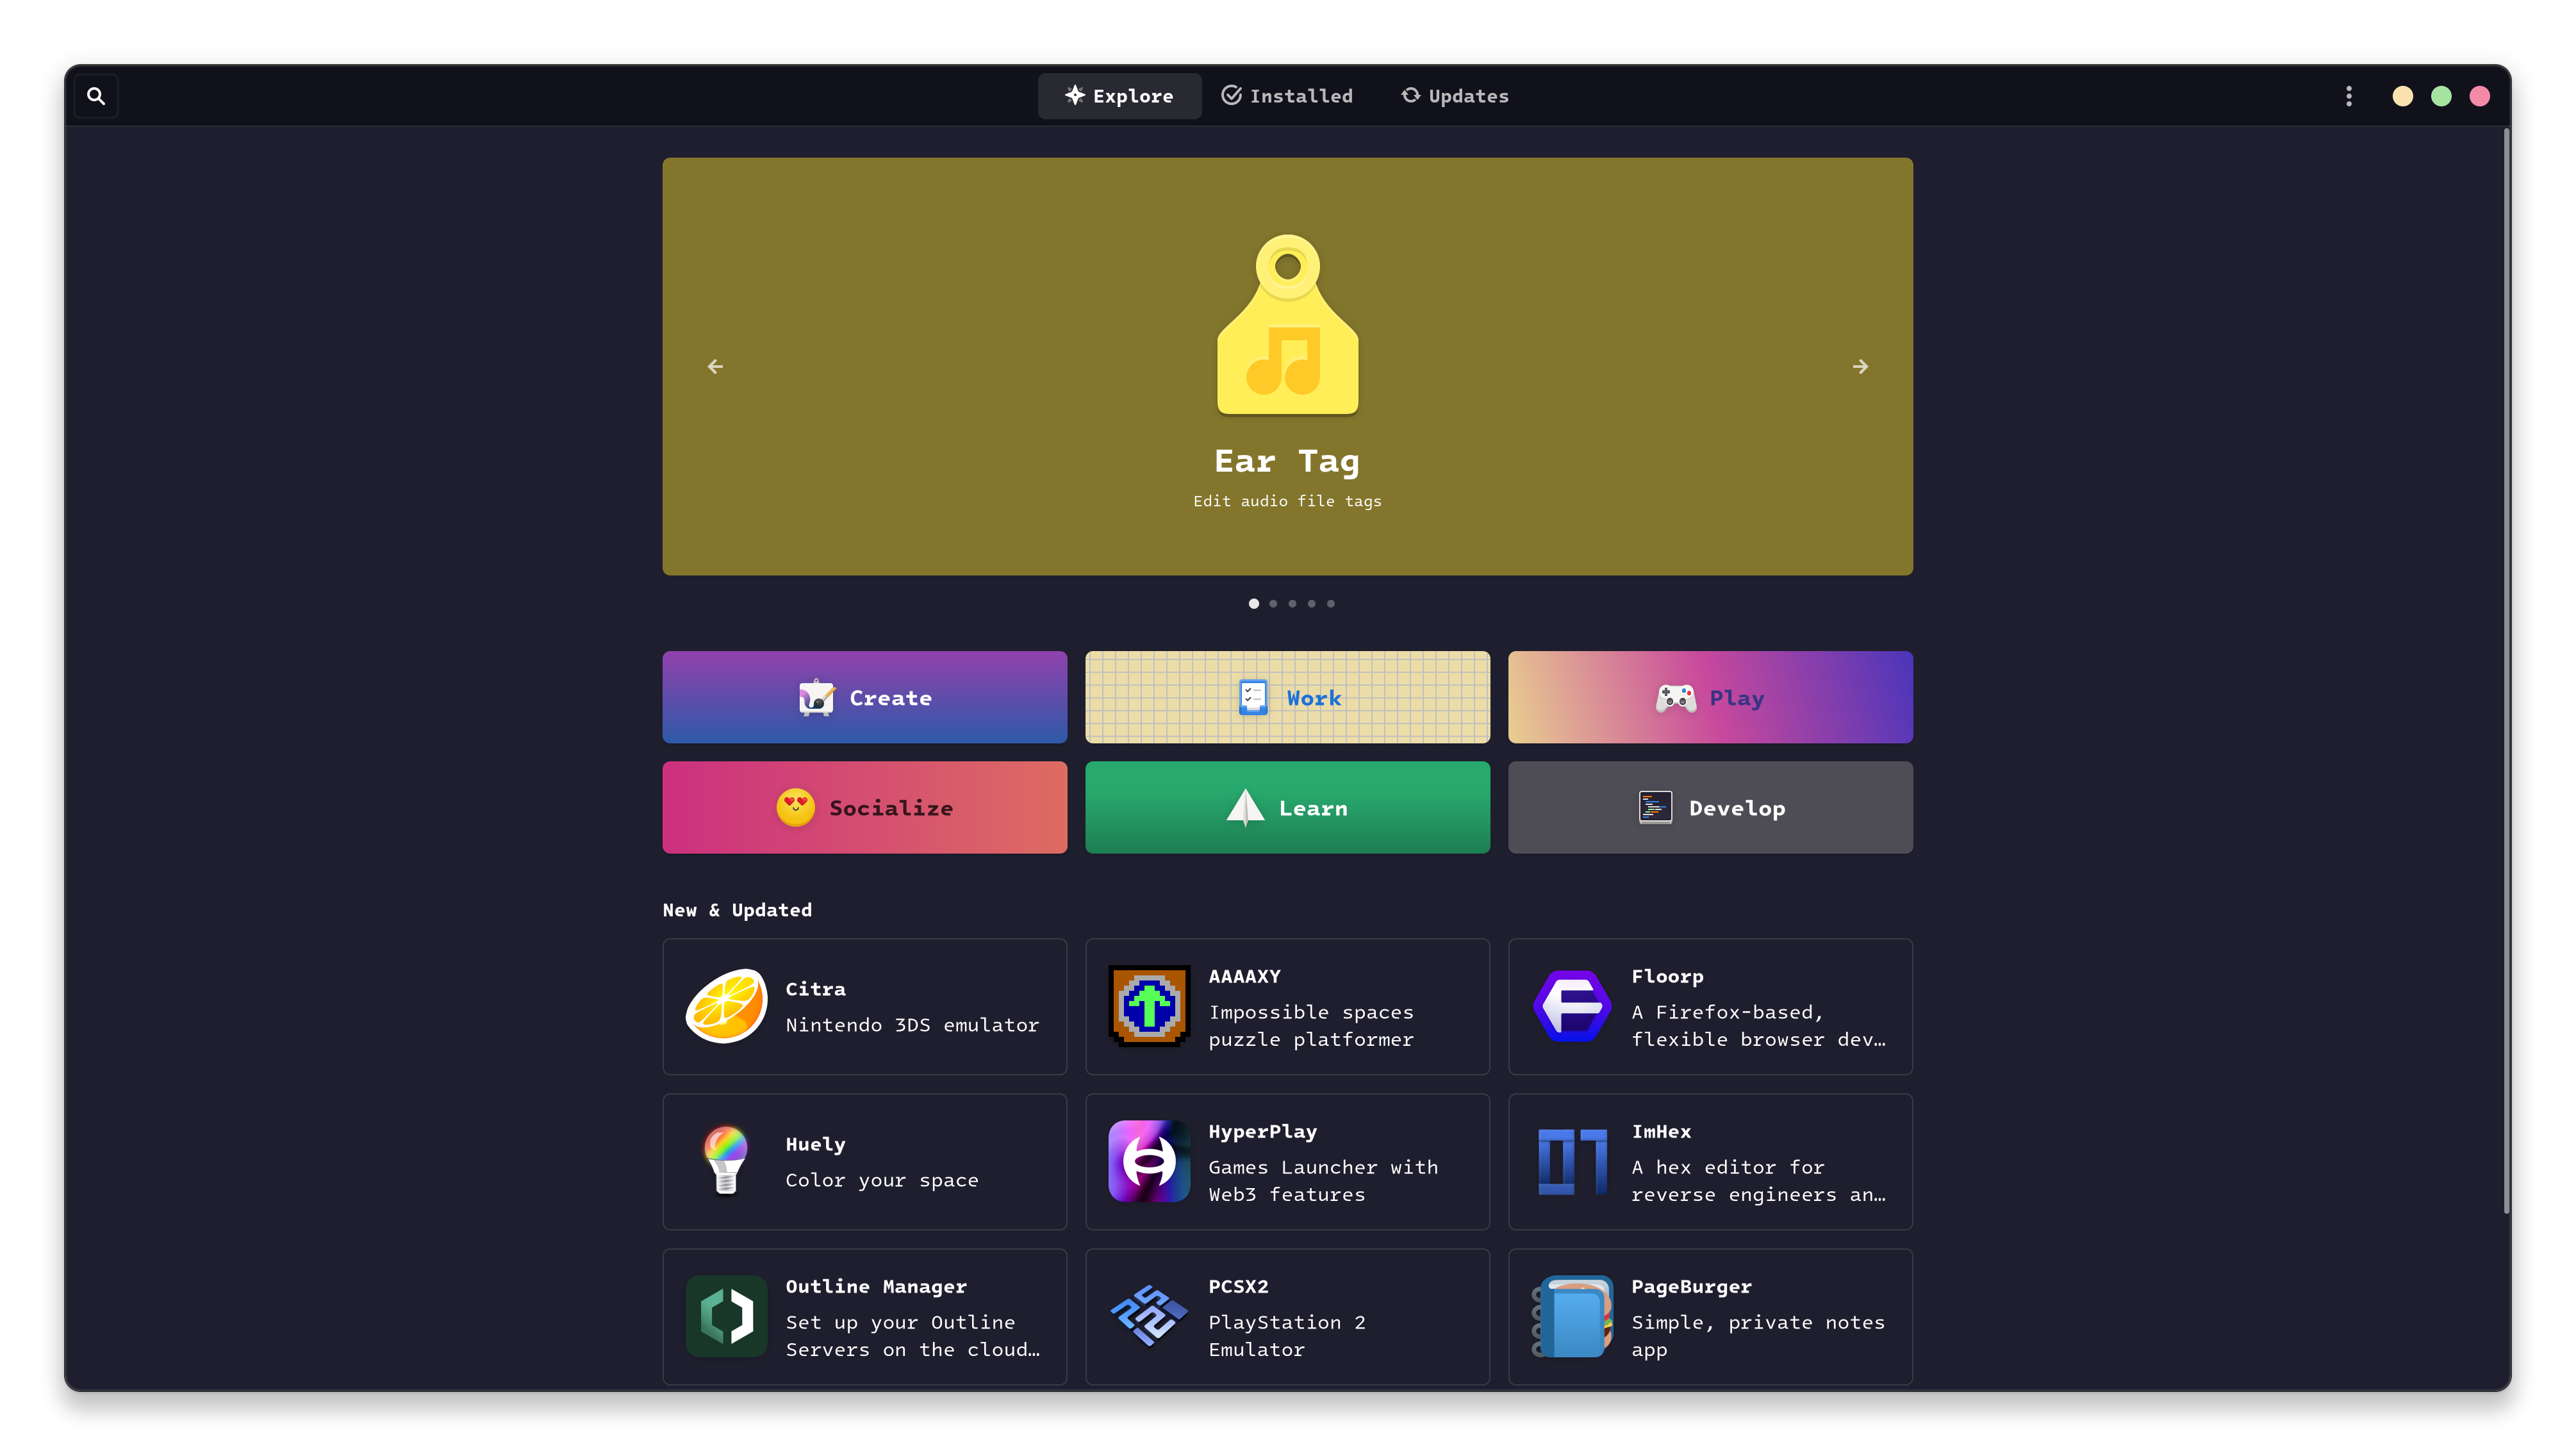 Explore Installed Updates
Ear Tag
Edit audio file tags
Create Work Play
Socialize Learn Develop
New & Updated
Citra
Nintendo 3DS emulator
AAAAXY
Impossible spaces
puzzle platformer
Floorp
A Firefox-based,
flexible browser dev…
Huely
Color your space
HyperPlay
Games Launcher with
Web3 features
ImHex
A hex editor for
reverse engineers an…
Outline Manager
Set up your Outline
Servers on the cloud…
PCSX2
PlayStation 2
Emulator
PageBurger
Simple, private notes
app